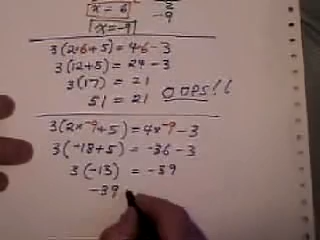 x = 6
2
-9
x = -9
3(2·6+5)=4·6-3
3(12+5)=24-3
3(17)=21
51=21 OOPS!!
3(2x-9+5)=4x-9-3
3(-18+5)=-36-3
3(-13)=-39
-39